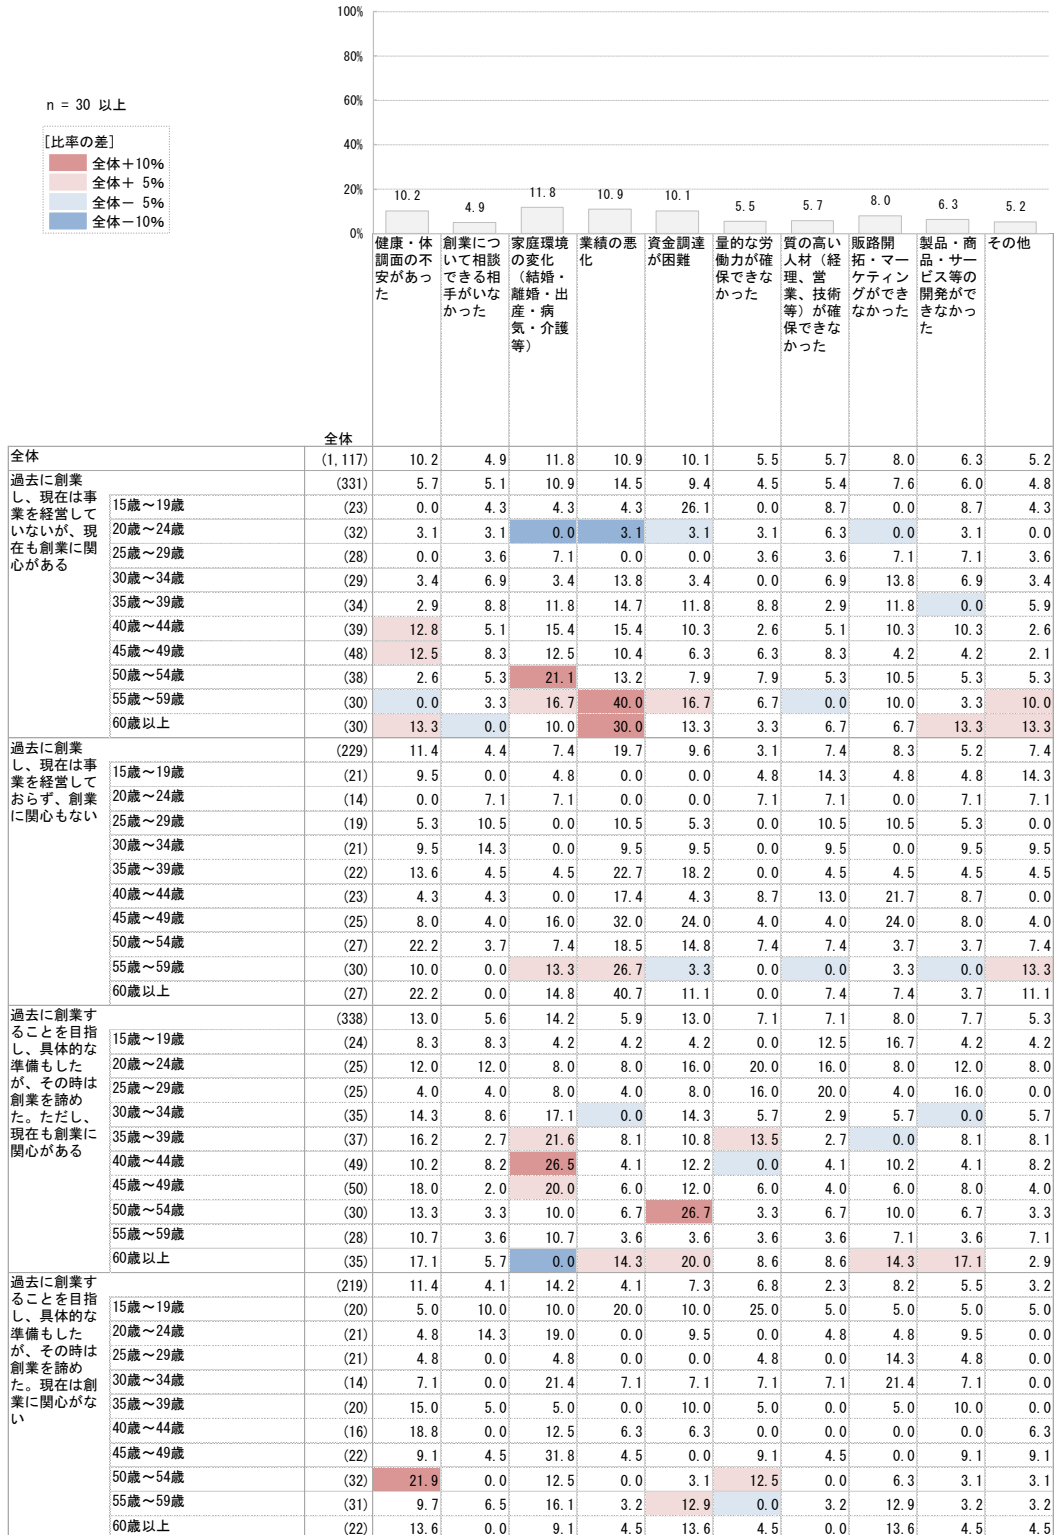 100%
80%
60%
40%
20%
0%
n = 30 以上
[比率の差]
全体+10%
全体+ 5%
全体- 5%
全体-10%
10.2 4.9 11.8 10.9 10.1 5.5 5.7 8.0 6.3 5.2
健康・体
調面の不
安があっ
た
創業につ
いて相談
できる相
手がいな
かった
家庭環境
の変化
(結婚・
離婚・出
産・病
気・介護
等)
業績の悪
化
資金調達
が困難
量的な労
働力が確
保できな
かった
質の高い
人材(経
理、営
業、技術
等)が確
保できな
かった
販路開
拓・マー
ケティン
グができ
なかった
製品・商
品・サー
ビス等の
開発がで
きなかっ
た
その他
全体
全体 (1,117) 10.2 4.9 11.8 10.9 10.1 5.5 5.7 8.0 6.3 5.2
過去に創業
し、現在は事
業を経営して
いないが、現
在も創業に関
心がある
(331) 5.7 5.1 10.9 14.5 9.4 4.5 5.4 7.6 6.0 4.8
15歳~19歳 (23) 0.0 4.3 4.3 4.3 26.1 0.0 8.7 0.0 8.7 4.3
20歳~24歳 (32) 3.1 3.1 0.0 3.1 3.1 3.1 6.3 0.0 3.1 0.0
25歳~29歳 (28) 0.0 3.6 7.1 0.0 0.0 3.6 3.6 7.1 7.1 3.6
30歳~34歳 (29) 3.4 6.9 3.4 13.8 3.4 0.0 6.9 13.8 6.9 3.4
35歳~39歳 (34) 2.9 8.8 11.8 14.7 11.8 8.8 2.9 11.8 0.0 5.9
40歳~44歳 (39) 12.8 5.1 15.4 15.4 10.3 2.6 5.1 10.3 10.3 2.6
45歳~49歳 (48) 12.5 8.3 12.5 10.4 6.3 6.3 8.3 4.2 4.2 2.1
50歳~54歳 (38) 2.6 5.3 21.1 13.2 7.9 7.9 5.3 10.5 5.3 5.3
55歳~59歳 (30) 0.0 3.3 16.7 40.0 16.7 6.7 0.0 10.0 3.3 10.0
60歳以上 (30) 13.3 0.0 10.0 30.0 13.3 3.3 6.7 6.7 13.3 13.3
過去に創業
し、現在は事
業を経営して
おらず、創業
に関心もない
(229) 11.4 4.4 7.4 19.7 9.6 3.1 7.4 8.3 5.2 7.4
15歳~19歳 (21) 9.5 0.0 4.8 0.0 0.0 4.8 14.3 4.8 4.8 14.3
20歳~24歳 (14) 0.0 7.1 7.1 0.0 0.0 7.1 7.1 0.0 7.1 7.1
25歳~29歳 (19) 5.3 10.5 0.0 10.5 5.3 0.0 10.5 10.5 5.3 0.0
30歳~34歳 (21) 9.5 14.3 0.0 9.5 9.5 0.0 9.5 0.0 9.5 9.5
35歳~39歳 (22) 13.6 4.5 4.5 22.7 18.2 0.0 4.5 4.5 4.5 4.5
40歳~44歳 (23) 4.3 4.3 0.0 17.4 4.3 8.7 13.0 21.7 8.7 0.0
45歳~49歳 (25) 8.0 4.0 16.0 32.0 24.0 4.0 4.0 24.0 8.0 4.0
50歳~54歳 (27) 22.2 3.7 7.4 18.5 14.8 7.4 7.4 3.7 3.7 7.4
55歳~59歳 (30) 10.0 0.0 13.3 26.7 3.3 0.0 0.0 3.3 0.0 13.3
60歳以上 (27) 22.2 0.0 14.8 40.7 11.1 0.0 7.4 7.4 3.7 11.1
過去に創業す
ることを目指
し、具体的な
準備もした
が、その時は
創業を諦め
た。ただし、
現在も創業に
関心がある
(338) 13.0 5.6 14.2 5.9 13.0 7.1 7.1 8.0 7.7 5.3
15歳~19歳 (24) 8.3 8.3 4.2 4.2 4.2 0.0 12.5 16.7 4.2 4.2
20歳~24歳 (25) 12.0 12.0 8.0 8.0 16.0 20.0 16.0 8.0 12.0 8.0
25歳~29歳 (25) 4.0 4.0 8.0 4.0 8.0 16.0 20.0 4.0 16.0 0.0
30歳~34歳 (35) 14.3 8.6 17.1 0.0 14.3 5.7 2.9 5.7 0.0 5.7
35歳~39歳 (37) 16.2 2.7 21.6 8.1 10.8 13.5 2.7 0.0 8.1 8.1
40歳~44歳 (49) 10.2 8.2 26.5 4.1 12.2 0.0 4.1 10.2 4.1 8.2
45歳~49歳 (50) 18.0 2.0 20.0 6.0 12.0 6.0 4.0 6.0 8.0 4.0
50歳~54歳 (30) 13.3 3.3 10.0 6.7 26.7 3.3 6.7 10.0 6.7 3.3
55歳~59歳 (28) 10.7 3.6 10.7 3.6 3.6 3.6 3.6 7.1 3.6 7.1
60歳以上 (35) 17.1 5.7 0.0 14.3 20.0 8.6 8.6 14.3 17.1 2.9
過去に創業す
ることを目指
し、具体的な
準備もした
が、その時は
創業を諦め
た。現在は創
業に関心がな
い
(219) 11.4 4.1 14.2 4.1 7.3 6.8 2.3 8.2 5.5 3.2
15歳~19歳 (20) 5.0 10.0 10.0 20.0 10.0 25.0 5.0 5.0 5.0 5.0
20歳~24歳 (21) 4.8 14.3 19.0 0.0 9.5 0.0 4.8 4.8 9.5 0.0
25歳~29歳 (21) 4.8 0.0 4.8 0.0 0.0 4.8 0.0 14.3 4.8 0.0
30歳~34歳 (14) 7.1 0.0 21.4 7.1 7.1 7.1 7.1 21.4 7.1 0.0
35歳~39歳 (20) 15.0 5.0 5.0 0.0 10.0 5.0 0.0 5.0 10.0 0.0
40歳~44歳 (16) 18.8 0.0 12.5 6.3 6.3 0.0 0.0 0.0 0.0 6.3
45歳~49歳 (22) 9.1 4.5 31.8 4.5 0.0 9.1 4.5 0.0 9.1 9.1
50歳~54歳 (32) 21.9 0.0 12.5 0.0 3.1 12.5 0.0 6.3 3.1 3.1
55歳~59歳 (31) 9.7 6.5 16.1 3.2 12.9 0.0 3.2 12.9 3.2 3.2
60歳以上 (22) 13.6 0.0 9.1 4.5 13.6 4.5 0.0 13.6 4.5 4.5